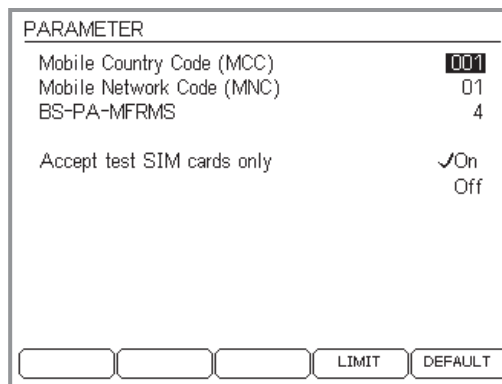 PARAMETER
Mobile Country Code (MCC) 001
Mobile Network Code (MNC) 01
BS-PA-MFRMS 4
Accept test SIM cards only ✓On
Off
LIMIT DEFAULT